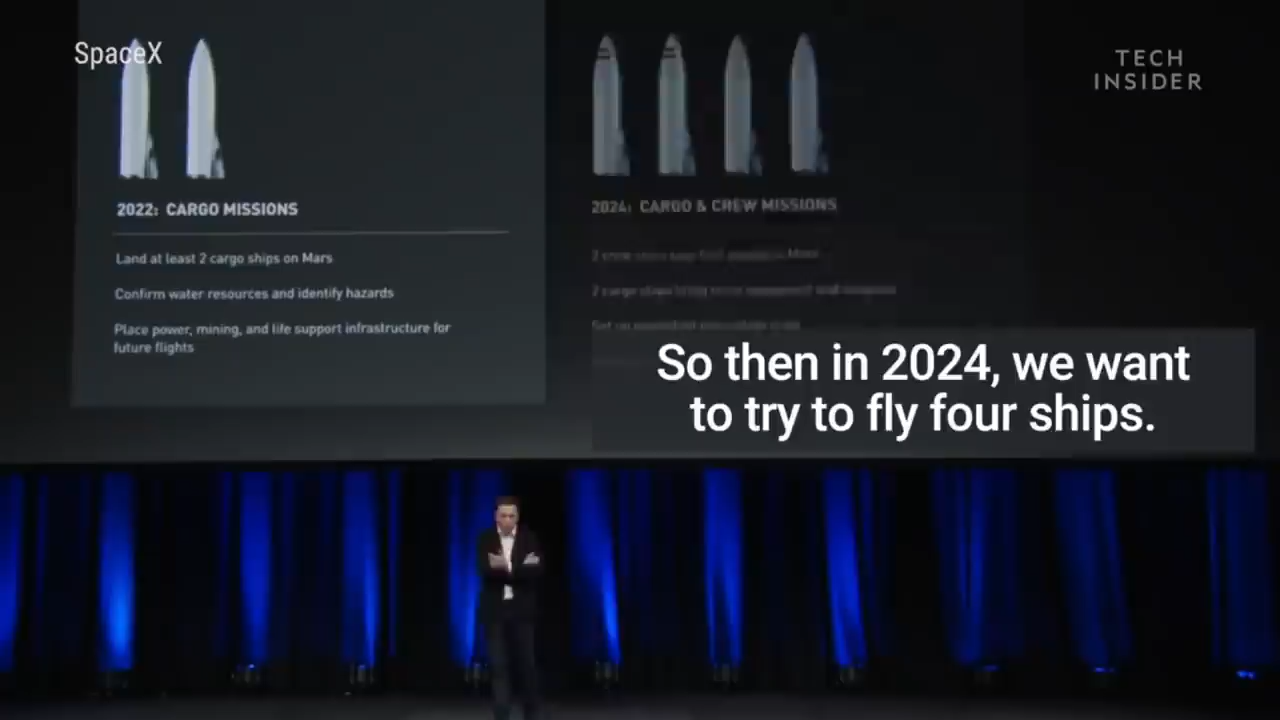 SpaceX
TECH
INSIDER
2022: CARGO MISSIONS
Land at least 2 cargo ships on Mars
Confirm water resources and identify hazards
Place power, mining, and life support infrastructure for
future flights
2024: CARGO & CREW MISSIONS
So then in 2024, we want
to try to fly four ships.